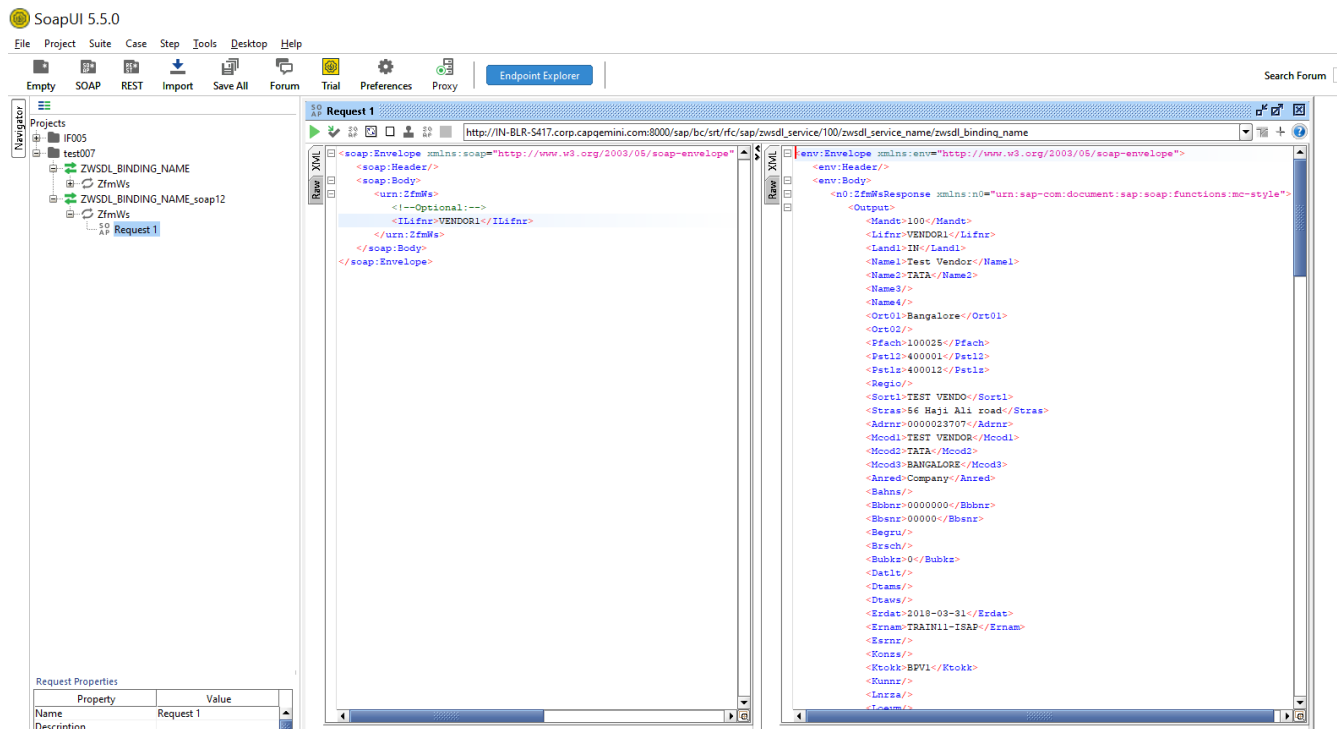 SoapUI 5.5.0
File Project Suite Case Step Tools Desktop Help
Empty SOAP REST Import Save All Forum Trial Preferences Proxy Endpoint Explorer Search Forum
Navigator
Projects
IF005
test007
ZWSDL_BINDING_NAME
ZfmWs
ZWSDL_BINDING_NAME_soap12
ZfmWs
SOAP Request 1
Request Properties
Property Value
Name Request 1
Description
SOAP Request 1
http://IN-BLR-S417.corp.capgemini.com:8000/sap/bc/srt/rfc/sap/zwsdl_service/100/zwsdl_service_name/zwsdl_binding_name
XML
Raw
<soap:Envelope xmlns:soap="http://www.w3.org/2003/05/soap-envelope"
<soap:Header/>
<soap:Body>
<urn:ZfmWs>
<!--Optional:-->
<ILifnr>VENDOR1</ILifnr>
</urn:ZfmWs>
</soap:Body>
</soap:Envelope>
XML
Raw
<env:Envelope xmlns:env="http://www.w3.org/2003/05/soap-envelope">
<env:Header/>
<env:Body>
<n0:ZfmWsResponse xmlns:n0="urn:sap-com:document:sap:soap:functions:mc-style">
<Output>
<Mandt>100</Mandt>
<Lifnr>VENDOR1</Lifnr>
<Land1>IN</Land1>
<Name1>Test Vendor</Name1>
<Name2>TATA</Name2>
<Name3/>
<Name4/>
<Ort01>Bangalore</Ort01>
<Ort02/>
<Pfach>100025</Pfach>
<Pstl2>400001</Pstl2>
<Pstlz>400012</Pstlz>
<Regio/>
<Sortl>TEST VENDO</Sortl>
<Stras>56 Haji Ali road</Stras>
<Adrnr>0000023707</Adrnr>
<Mcod1>TEST VENDOR</Mcod1>
<Mcod2>TATA</Mcod2>
<Mcod3>BANGALORE</Mcod3>
<Anred>Company</Anred>
<Bahns/>
<Bbbnr>0000000</Bbbnr>
<Bbsnr>00000</Bbsnr>
<Begru/>
<Brsch/>
<Bubkz>0</Bubkz>
<Datlt/>
<Dtams/>
<Dtaws/>
<Erdat>2018-03-31</Erdat>
<Ernam>TRAIN11-ISAP</Ernam>
<Esrnr/>
<Konzs/>
<Ktokk>BPV1</Ktokk>
<Kunnr/>
<Lnrza/>
<Loevm/>